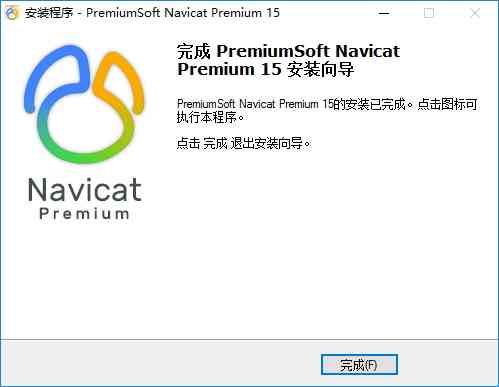 安装程序 - PremiumSoft Navicat Premium 15
完成 PremiumSoft Navicat
Premium 15 安装向导
PremiumSoft Navicat Premium 15的安装已完成。点击图标可
执行本程序。
点击 完成 退出安装向导。
Navicat
Premium
完成(F)